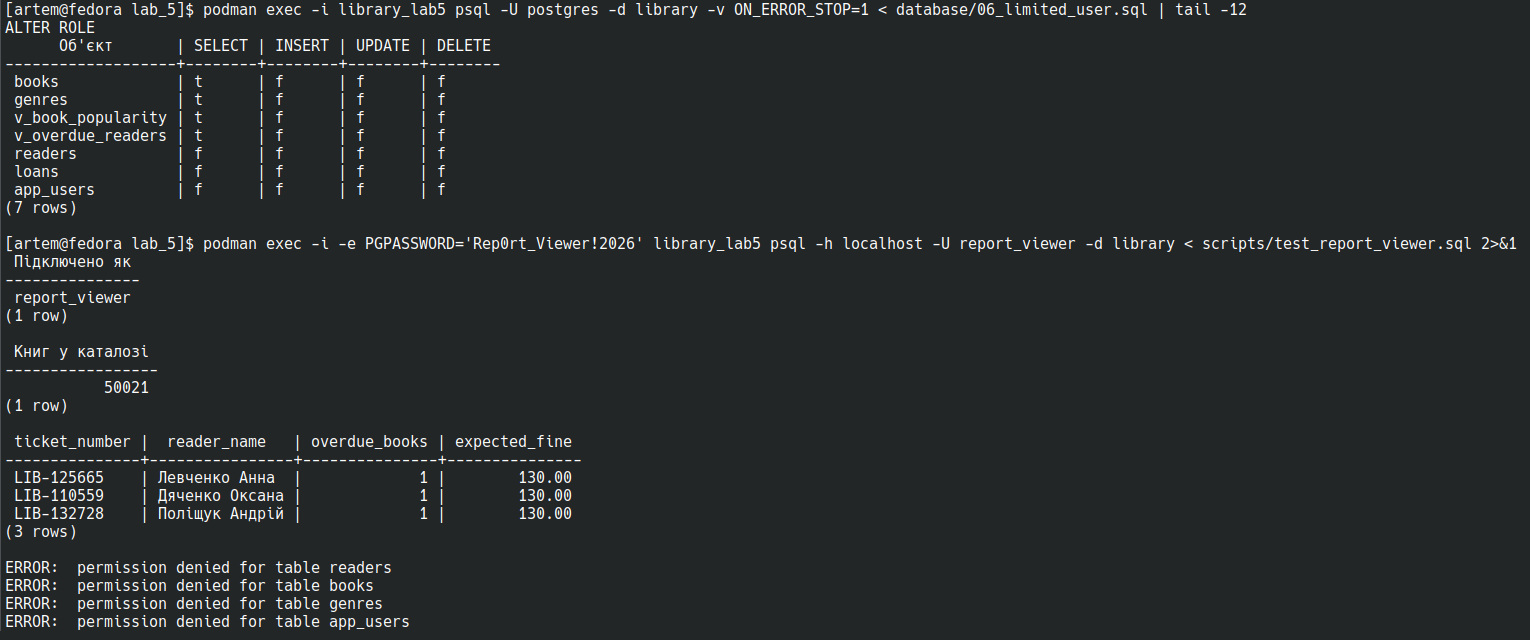 [artem@fedora lab_5]$ podman exec -i library_lab5 psql -U postgres -d library -v ON_ERROR_STOP=1 < database/06_limited_user.sql | tail -12
ALTER ROLE
      Об'єкт       | SELECT | INSERT | UPDATE | DELETE
-------------------+--------+--------+--------+--------
 books             | t      | f      | f      | f
 genres            | t      | f      | f      | f
 v_book_popularity | t      | f      | f      | f
 v_overdue_readers | t      | f      | f      | f
 readers           | f      | f      | f      | f
 loans             | f      | f      | f      | f
 app_users         | f      | f      | f      | f
(7 rows)
[artem@fedora lab_5]$ podman exec -i -e PGPASSWORD='Rep0rt_Viewer!2026' library_lab5 psql -h localhost -U report_viewer -d library < scripts/test_report_viewer.sql 2>&1
 Підключено як
---------------
 report_viewer
(1 row)
 Книг у каталозі
-----------------
           50021
(1 row)
 ticket_number |  reader_name   | overdue_books | expected_fine
---------------+----------------+---------------+---------------
 LIB-125665    | Левченко Анна  |             1 |        130.00
 LIB-110559    | Дяченко Оксана |             1 |        130.00
 LIB-132728    | Поліщук Андрій |             1 |        130.00
(3 rows)
ERROR:  permission denied for table readers
ERROR:  permission denied for table books
ERROR:  permission denied for table genres
ERROR:  permission denied for table app_users